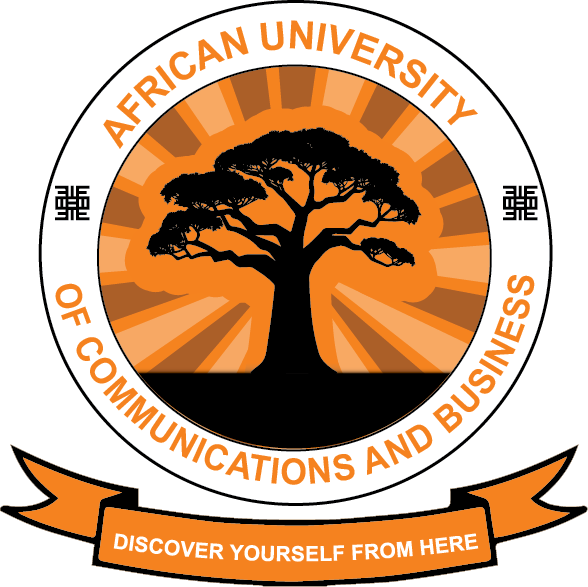 AFRICAN UNIVERSITY
OF COMMUNICATIONS AND BUSINESS
DISCOVER YOURSELF FROM HERE